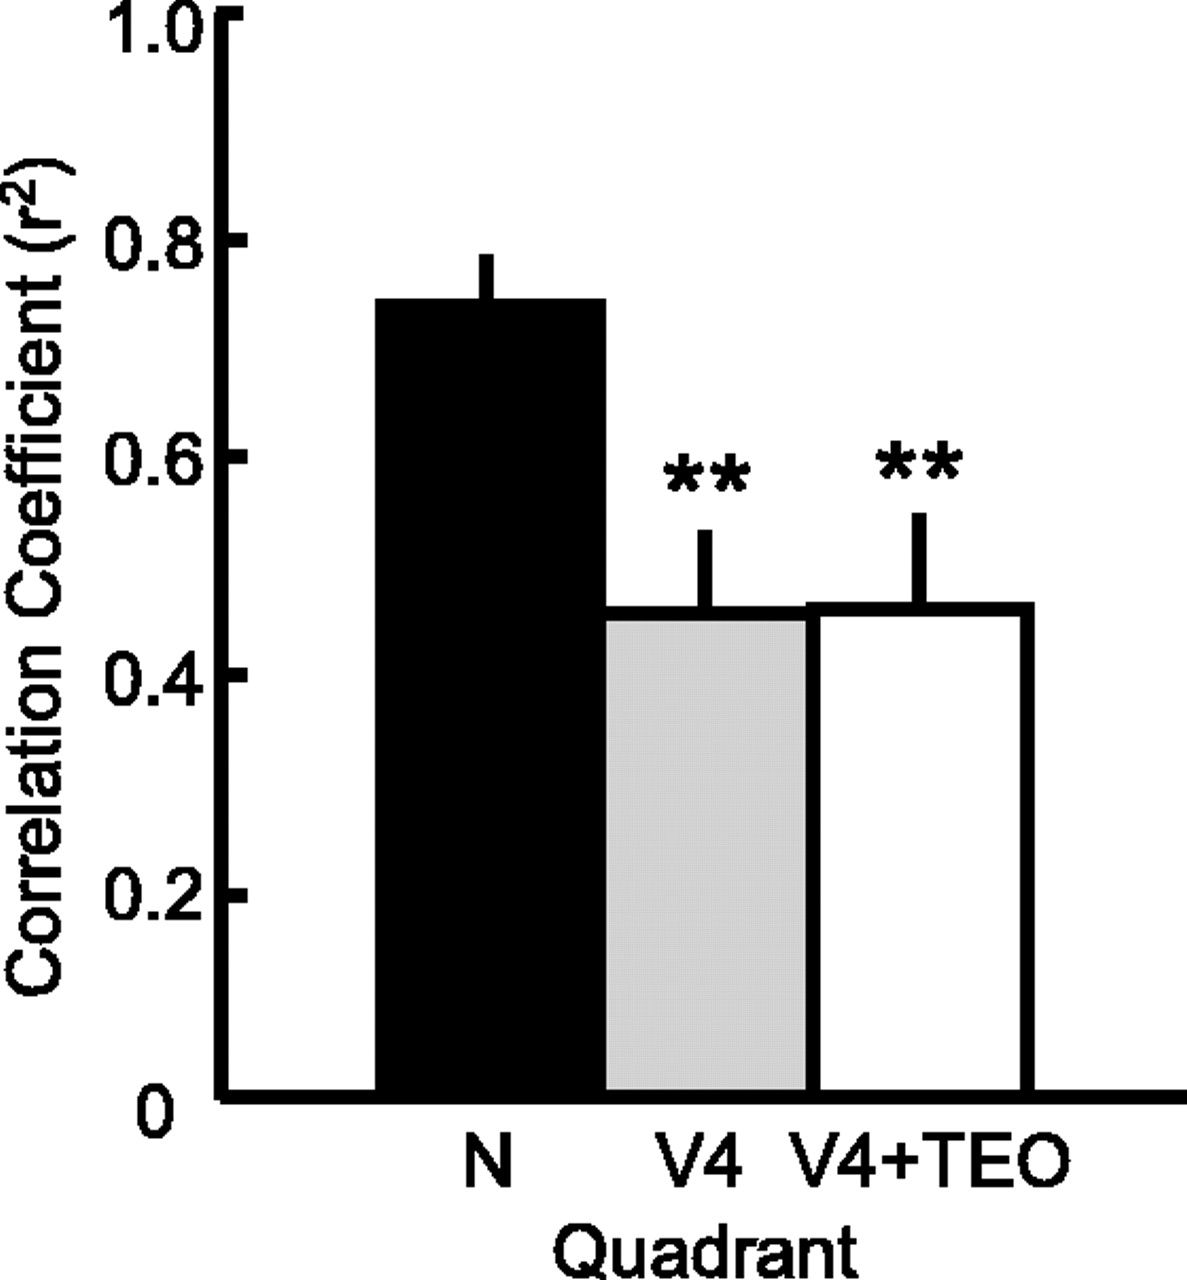 Correlation Coefficient (r²)
1.0
0.8
0.6
0.4
0.2
0
** **
N V4 V4+TEO
Quadrant